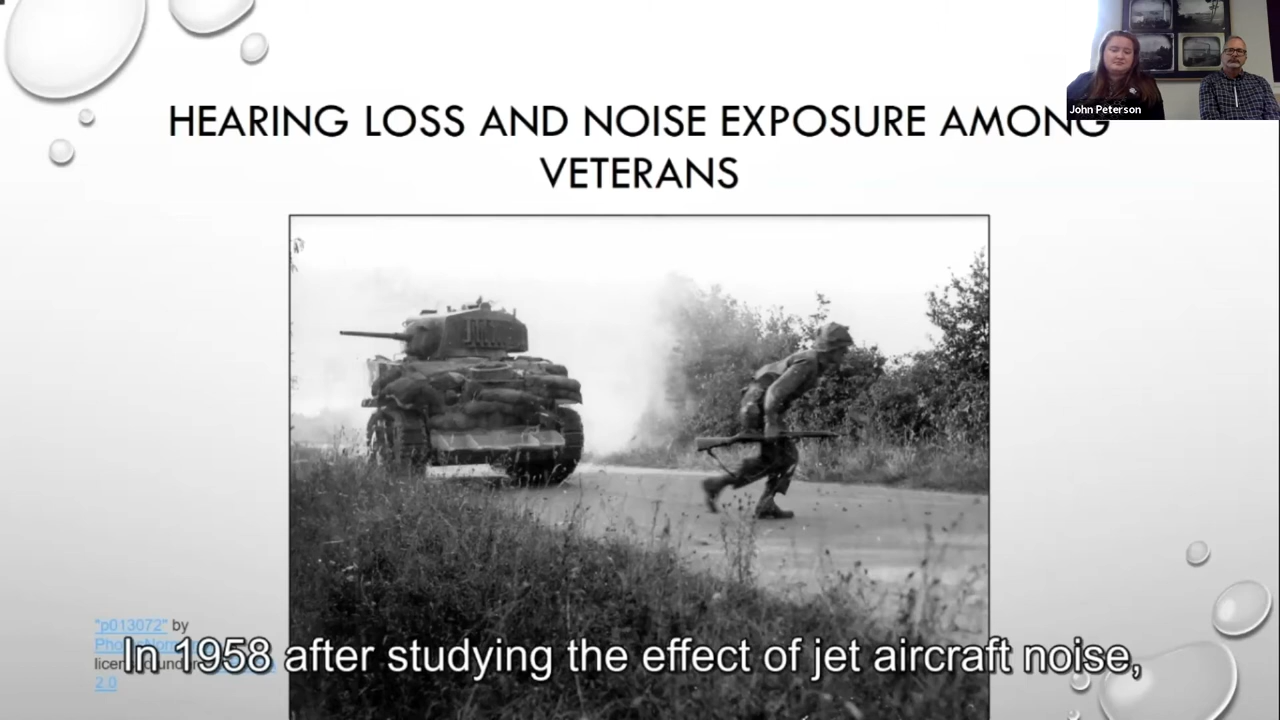 John Peterson
HEARING LOSS AND NOISE EXPOSURE AMONG
VETERANS
"p013072" by
In 1958 after studying the effect of jet aircraft noise,
2.0